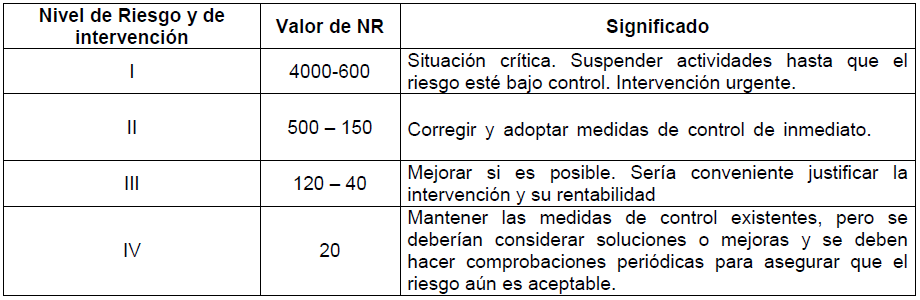 Nivel de Riesgo y de
intervención
Valor de NR
Significado
I
4000-600
Situación crítica. Suspender actividades hasta que el
riesgo esté bajo control. Intervención urgente.
II
500 – 150
Corregir y adoptar medidas de control de inmediato.
III
120 – 40
Mejorar si es posible. Sería conveniente justificar la
intervención y su rentabilidad
IV
20
Mantener las medidas de control existentes, pero se
deberían considerar soluciones o mejoras y se deben
hacer comprobaciones periódicas para asegurar que el
riesgo aún es aceptable.